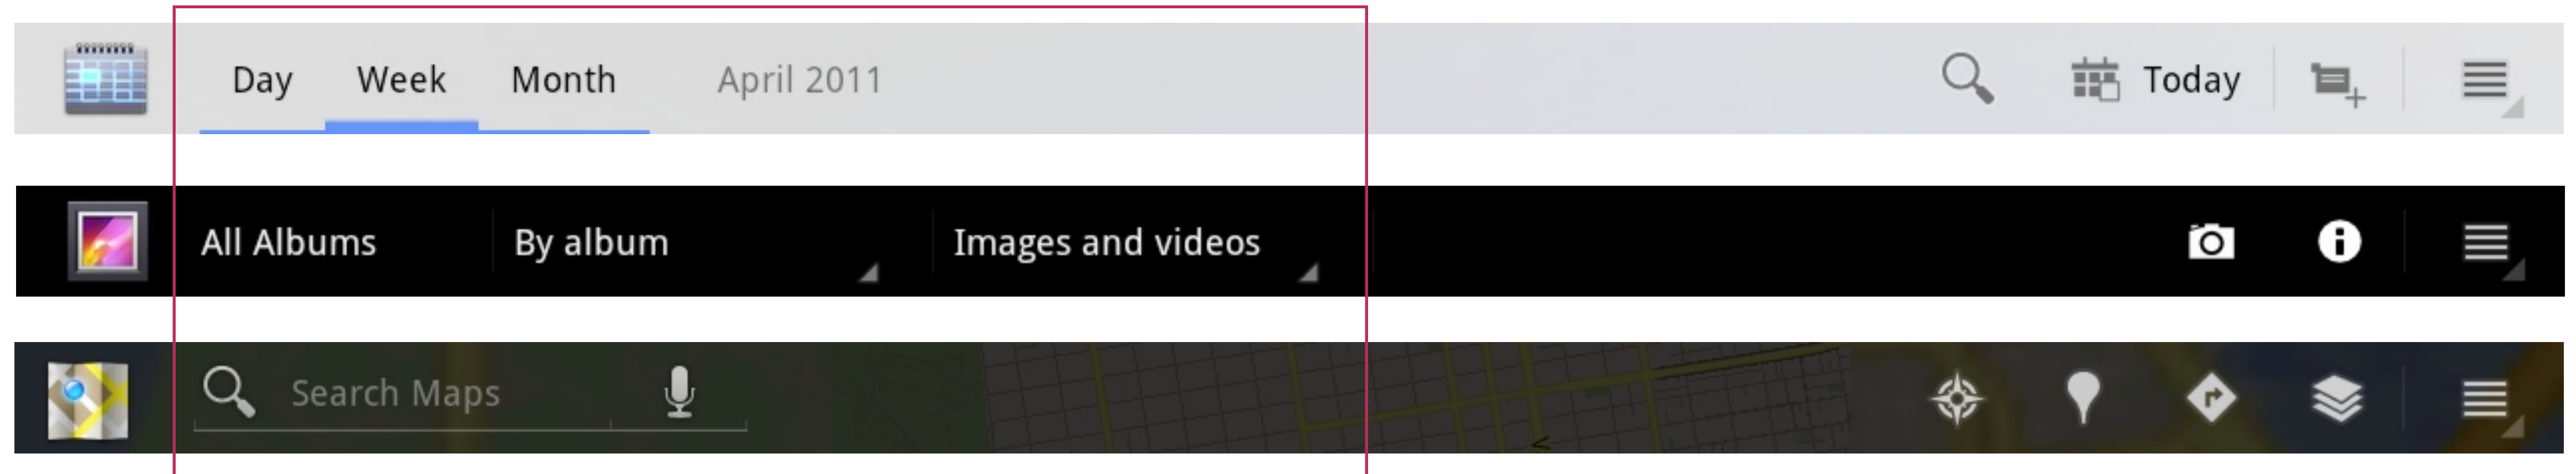 Day Week Month April 2011 Today
All Albums By album Images and videos
Search Maps